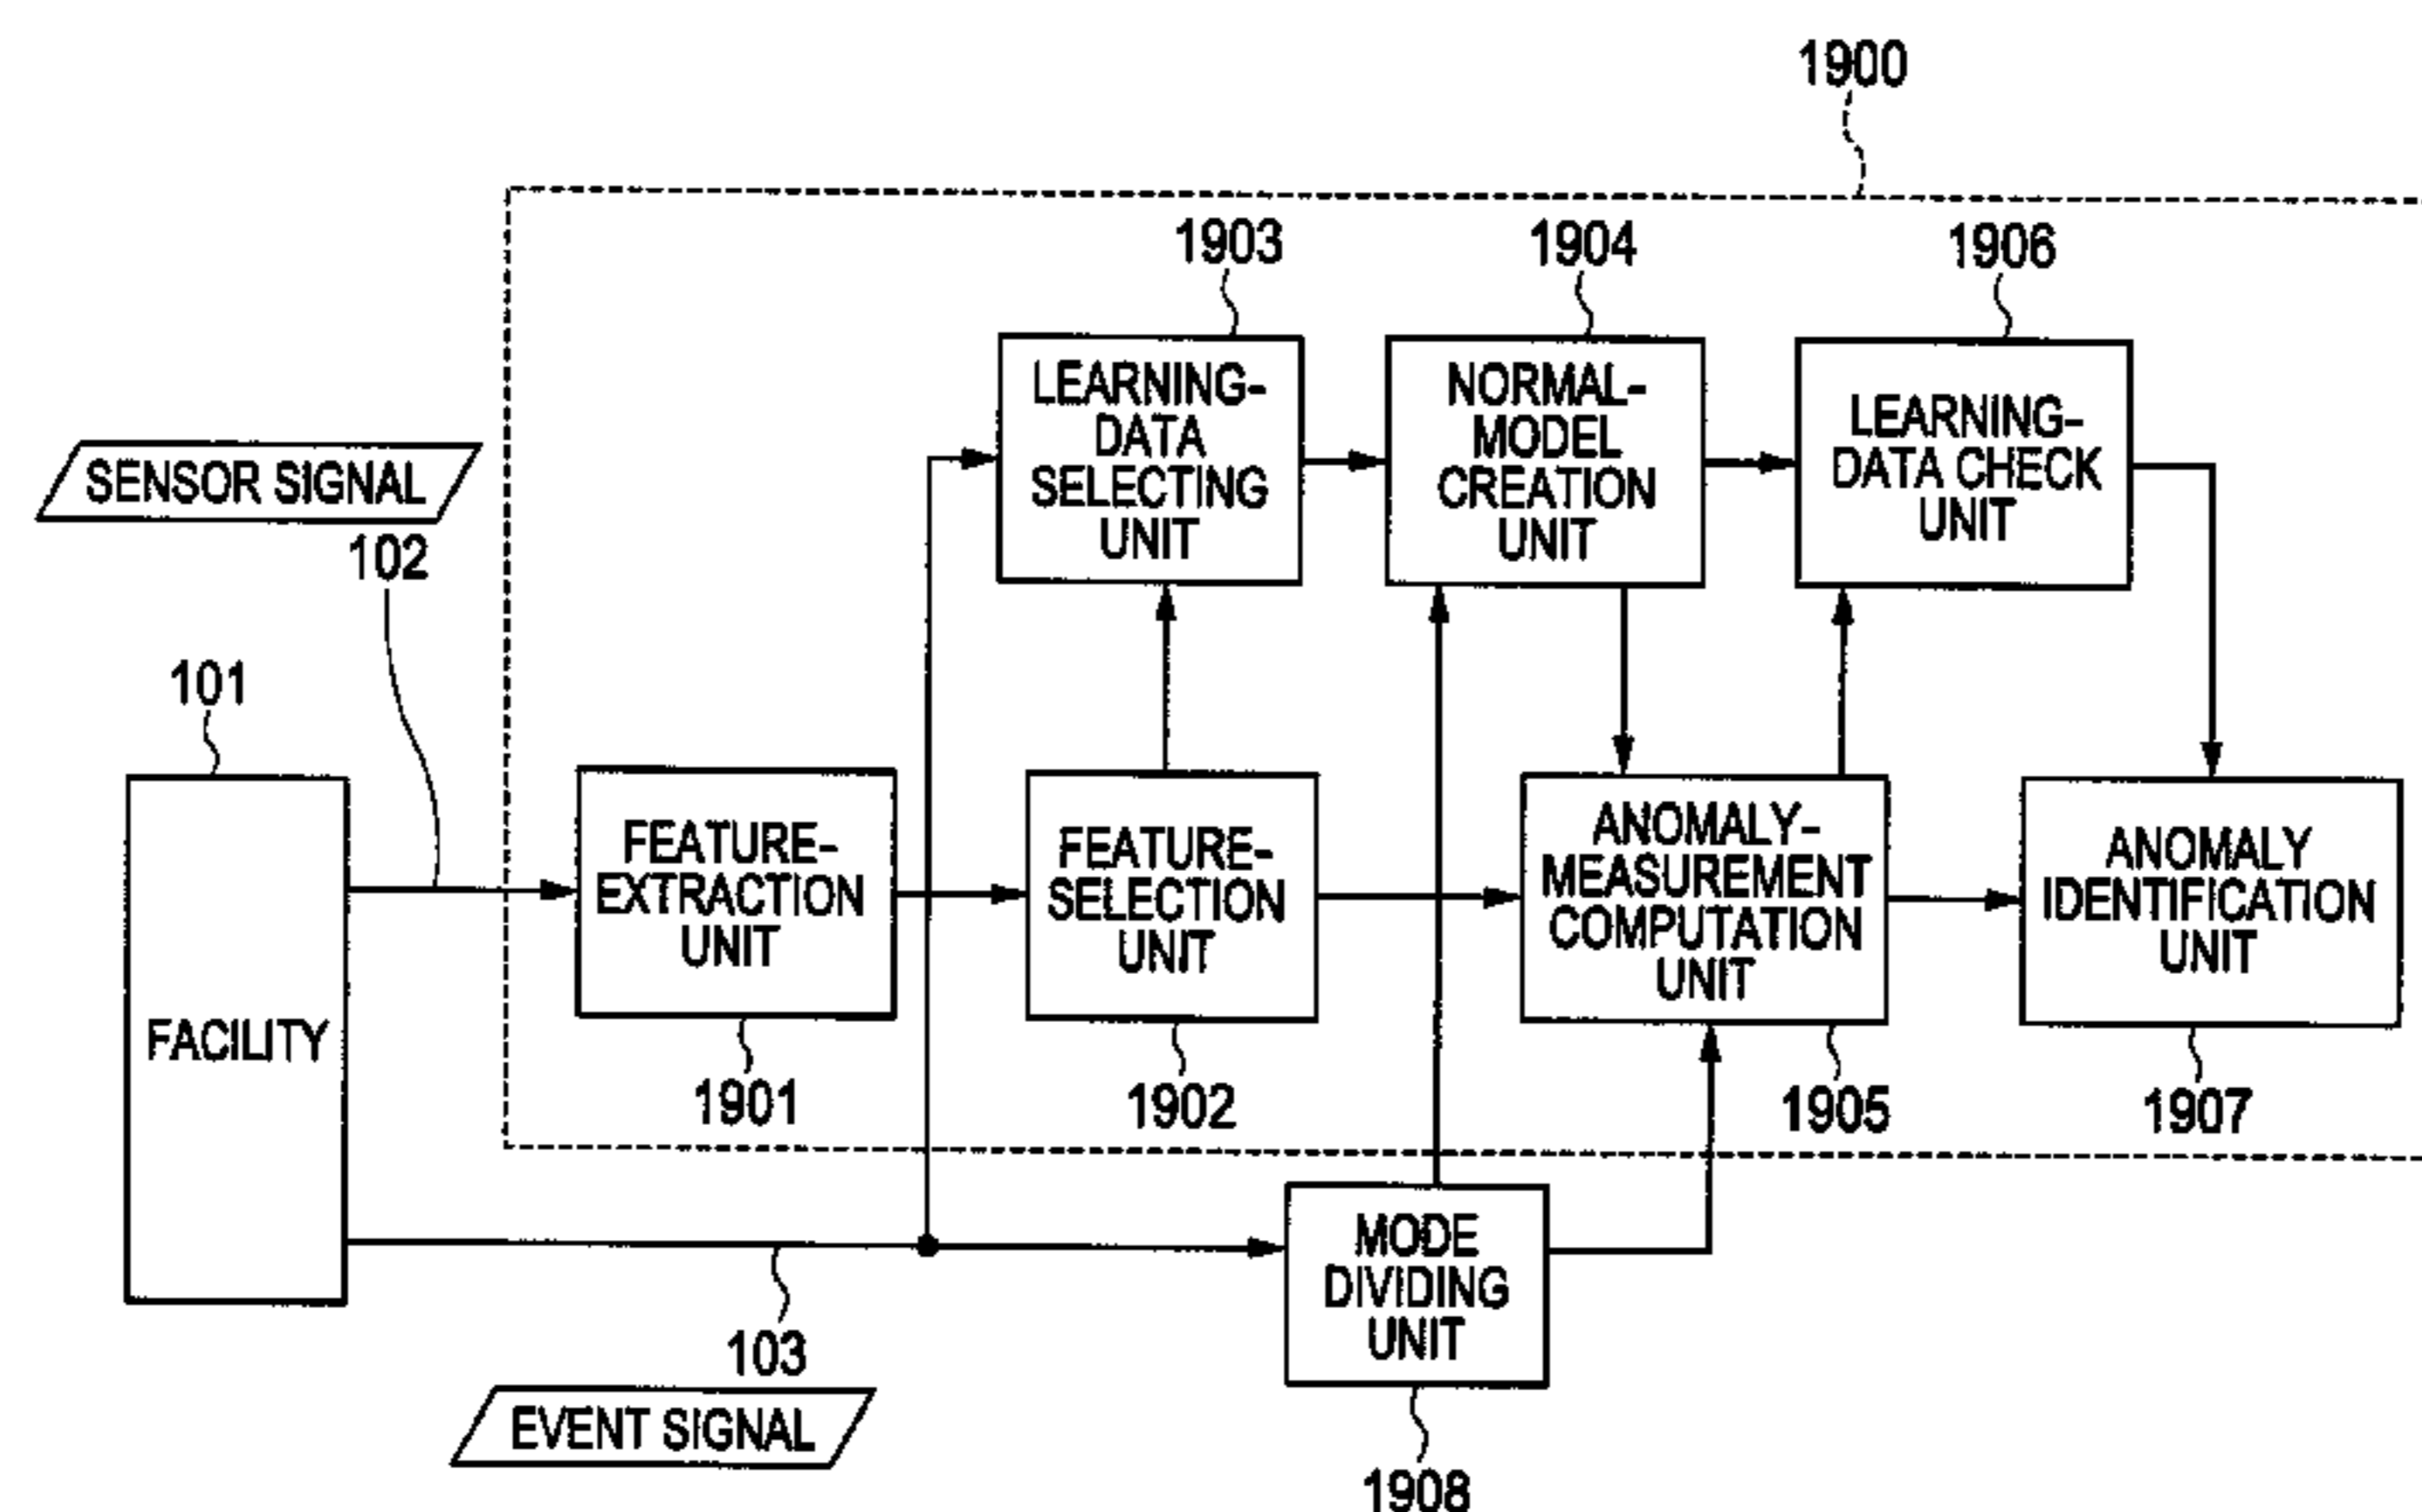 1900
1903
1904
1906
LEARNING-
DATA
SELECTING
UNIT
NORMAL-
MODEL
CREATION
UNIT
LEARNING-
DATA CHECK
UNIT
SENSOR SIGNAL
102
101
FACILITY
FEATURE-
EXTRACTION
UNIT
FEATURE-
SELECTION
UNIT
ANOMALY-
MEASUREMENT
COMPUTATION
UNIT
ANOMALY
IDENTIFICATION
UNIT
1901
1902
1905
1907
MODE
DIVIDING
UNIT
103
EVENT SIGNAL
1908